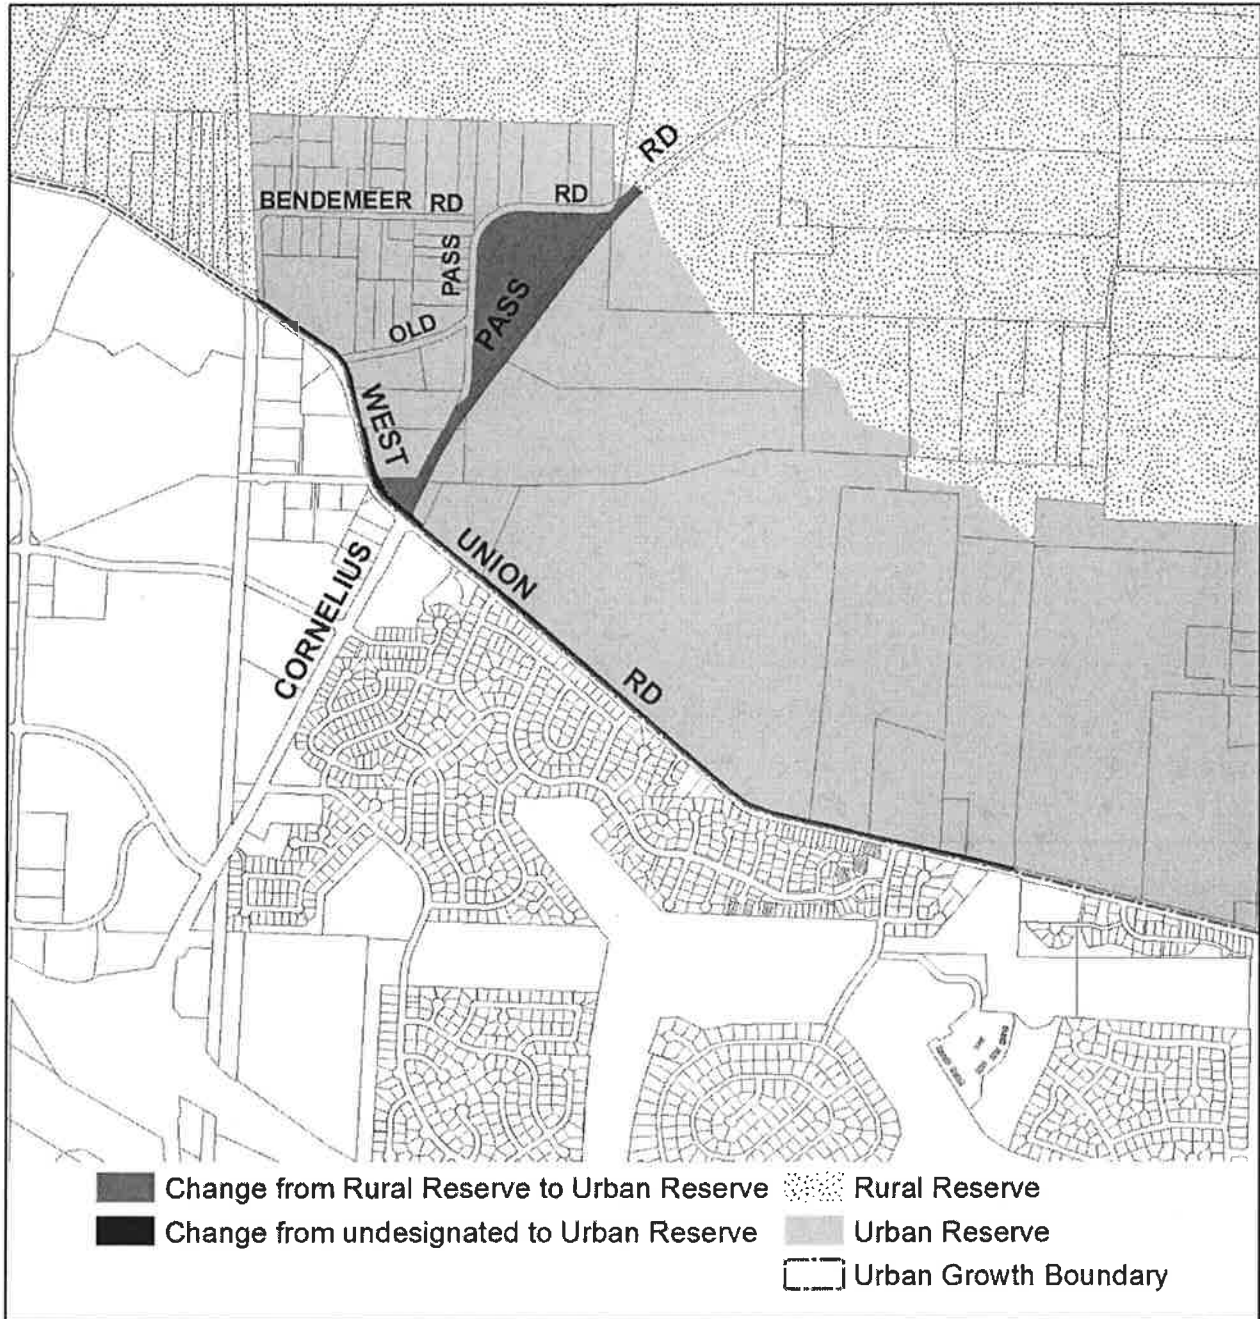 RD
BENDEMEER RD
RD
PASS
OLD
PASS
WEST
UNION
CORNELIUS
RD
Change from Rural Reserve to Urban Reserve
Rural Reserve
Change from undesignated to Urban Reserve
Urban Reserve
Urban Growth Boundary